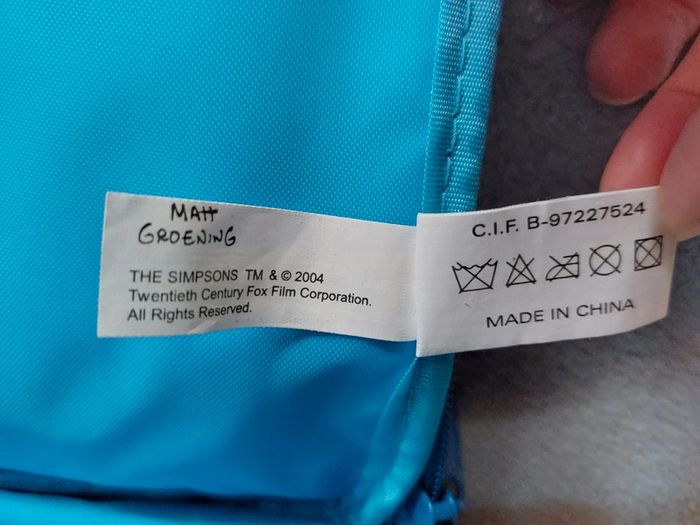 MATT
GROENING
THE SIMPSONS TM & © 2004
Twentieth Century Fox Film Corporation.
All Rights Reserved.
C.I.F. B-97227524
MADE IN CHINA